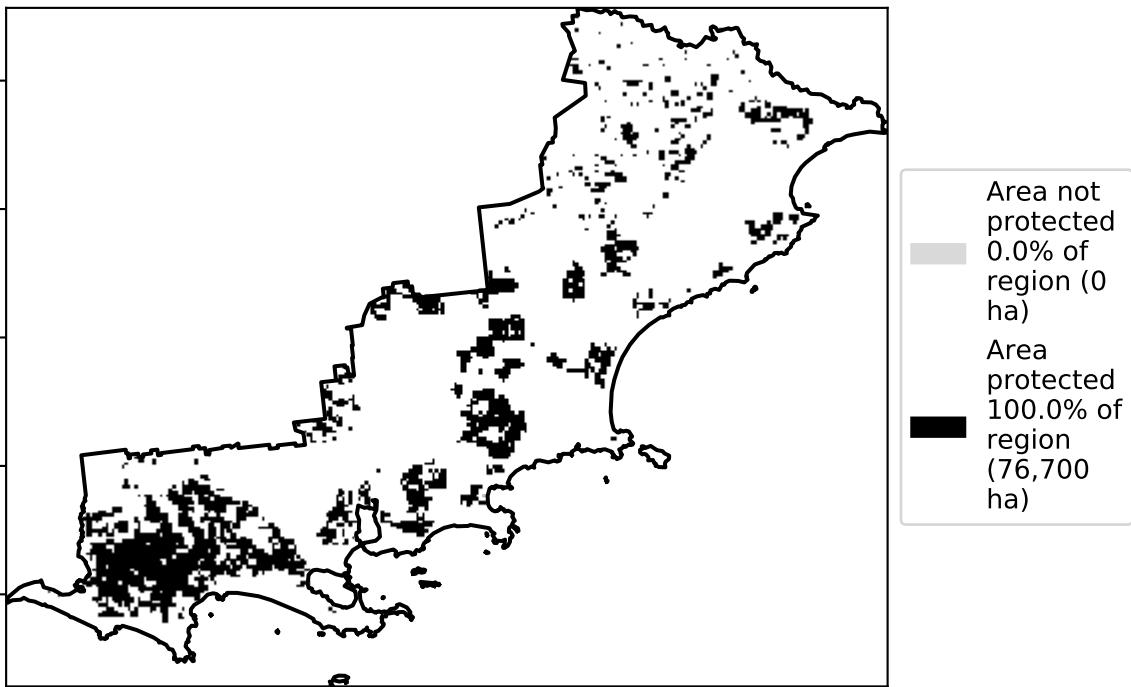 Area not
protected
0.0% of
region (0
ha)
Area
protected
100.0% of
region
(76,700
ha)